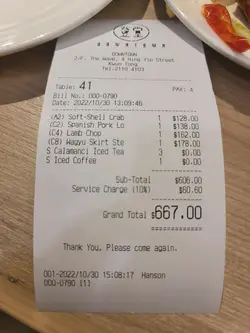 DOWNTOWN
2/F, The Wave, 4 Hing Yip Street
Kwun Tong
Tel:2110 4103
Table: 41
PAX: 4
Bill No.: 000-0790
Date: 2022/10/30 13:09:46
(A2) Soft-Shell Crab 1 $128.00
(C2) Spanish Pork Lo 1 $138.00
(C4) Lamb Chop 1 $162.00
(C8) Wagyu Skirt Ste 1 $178.00
S Calamanci Iced Tea 3 $0.00
S Iced Coffee 1 $0.00
Sub-Total $606.00
Service Charge (10%) $60.60
Grand Total $667.00
Thank You, Please come again.
001-2022/10/30 15:08:17 Hanson
000-0790 [1]